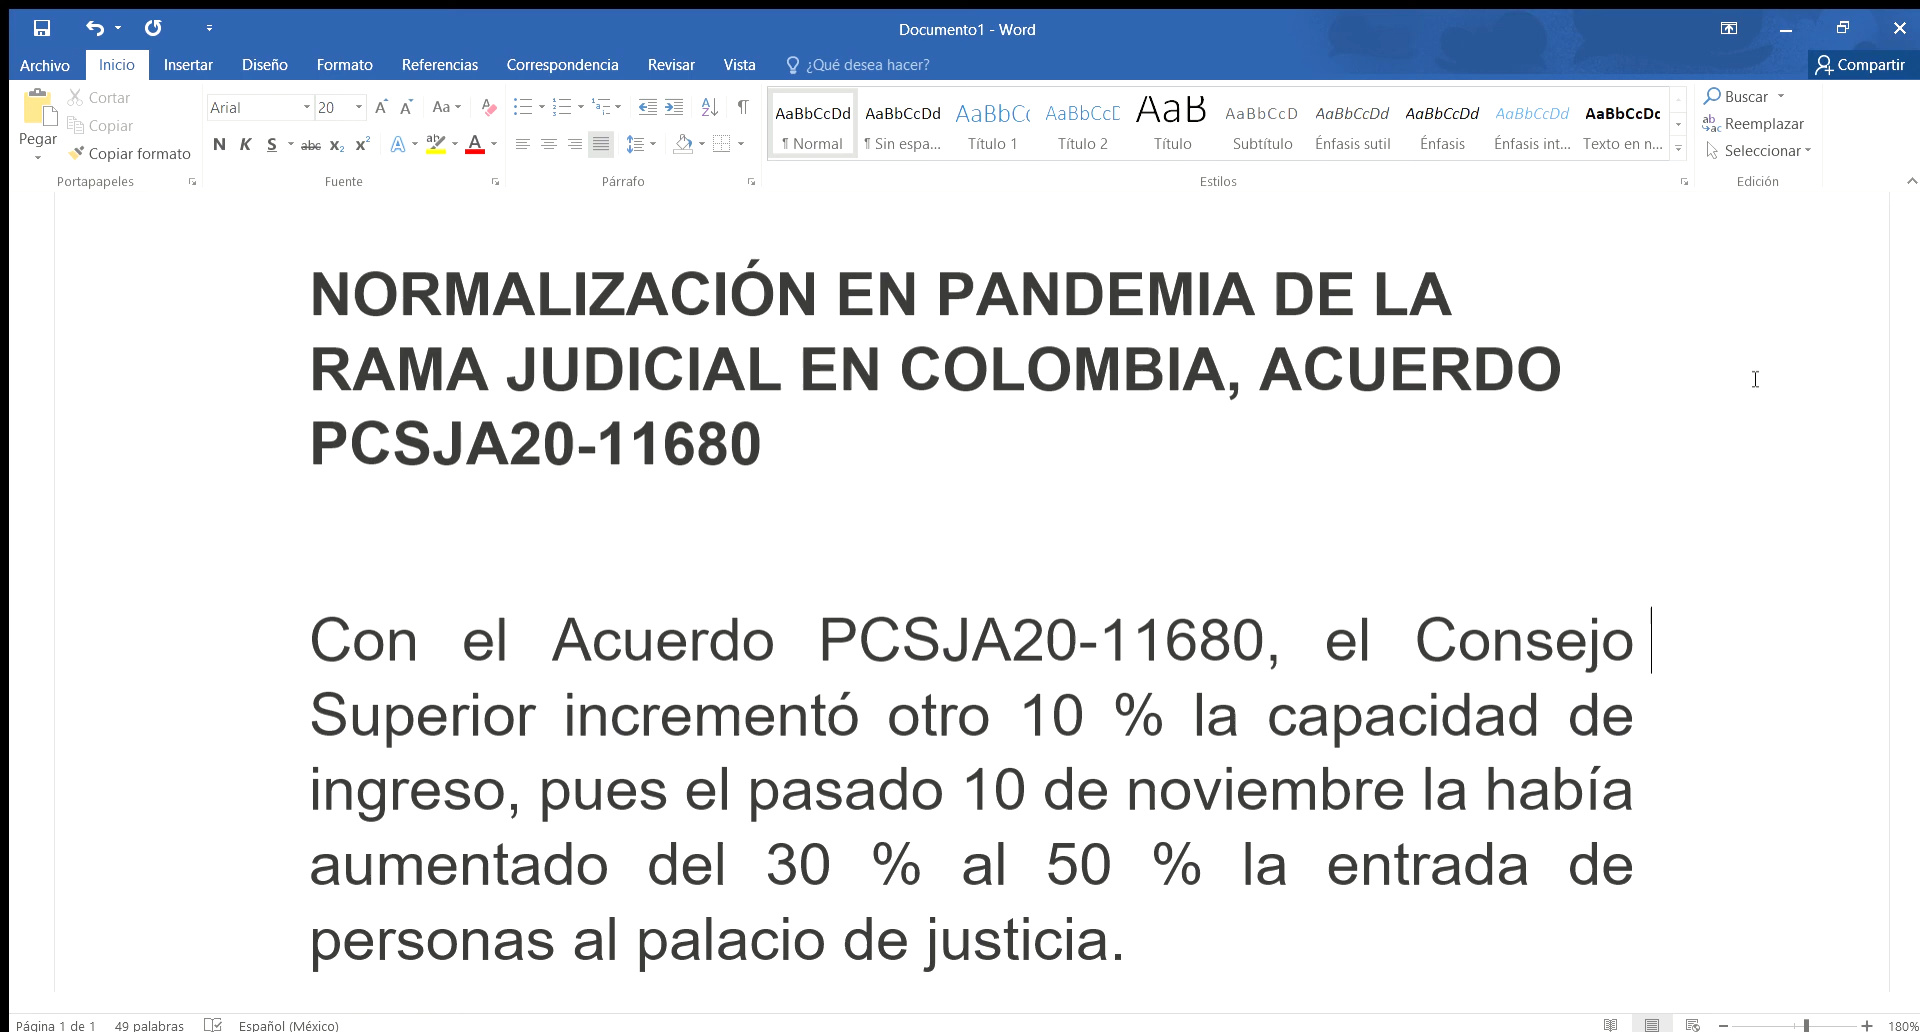 Documento1 - Word
Archivo Inicio Insertar Diseño Formato Referencias Correspondencia Revisar Vista ¿Qué desea hacer? Compartir
Pegar Cortar Copiar Copiar formato
Portapapeles
Arial 20 Aa
N K S abc x₂ x² A aby A
Fuente
Párrafo
AaBbCcDd AaBbCcDd AaBbCc AaBbCcD AaB AaBbCcD AaBbCcDd AaBbCcDd AaBbCcDd AaBbCcDc
¶ Normal ¶ Sin espa... Título 1 Título 2 Título Subtítulo Énfasis sutil Énfasis Énfasis int... Texto en n...
Estilos
Buscar
Reemplazar
Seleccionar
Edición
NORMALIZACIÓN EN PANDEMIA DE LA
RAMA JUDICIAL EN COLOMBIA, ACUERDO
PCSJA20-11680
Con el Acuerdo PCSJA20-11680, el Consejo
Superior incrementó otro 10 % la capacidad de
ingreso, pues el pasado 10 de noviembre la había
aumentado del 30 % al 50 % la entrada de
personas al palacio de justicia.
Página 1 de 1 49 palabras Español (México) 180%